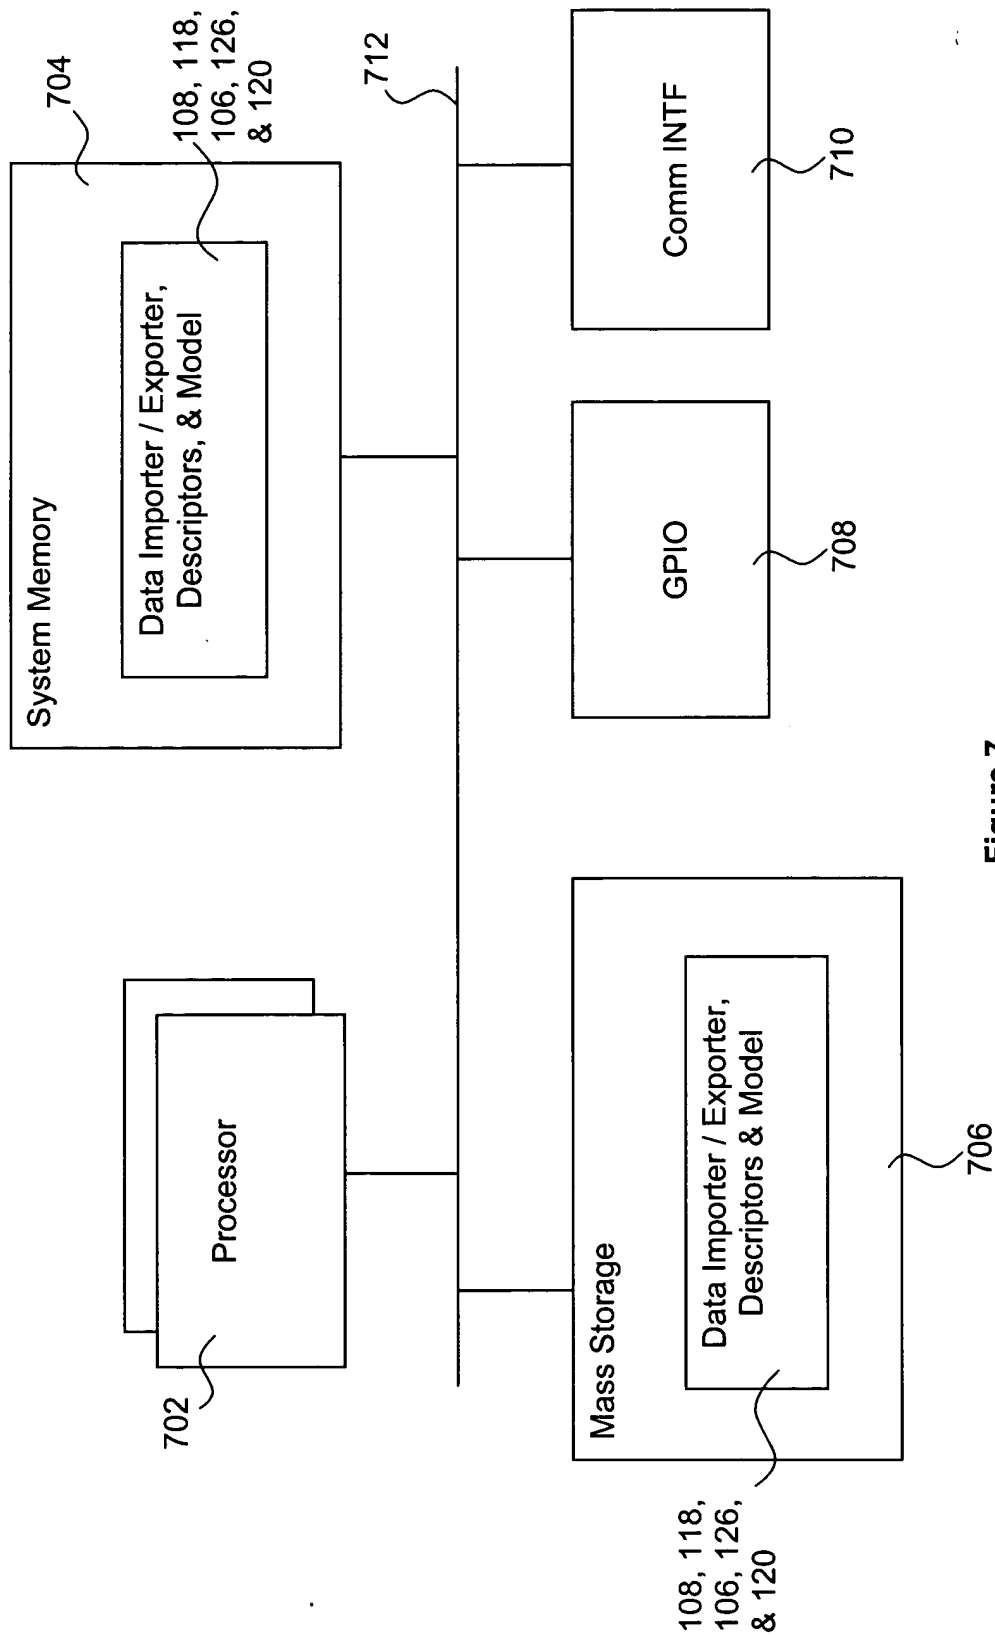 702
Processor
System Memory
704
Data Importer / Exporter,
Descriptors, & Model
108, 118,
106, 126,
& 120
712
Mass Storage
Data Importer / Exporter,
Descriptors & Model
108, 118,
106, 126,
& 120
706
GPIO
708
Comm INTF
710
Figure 7